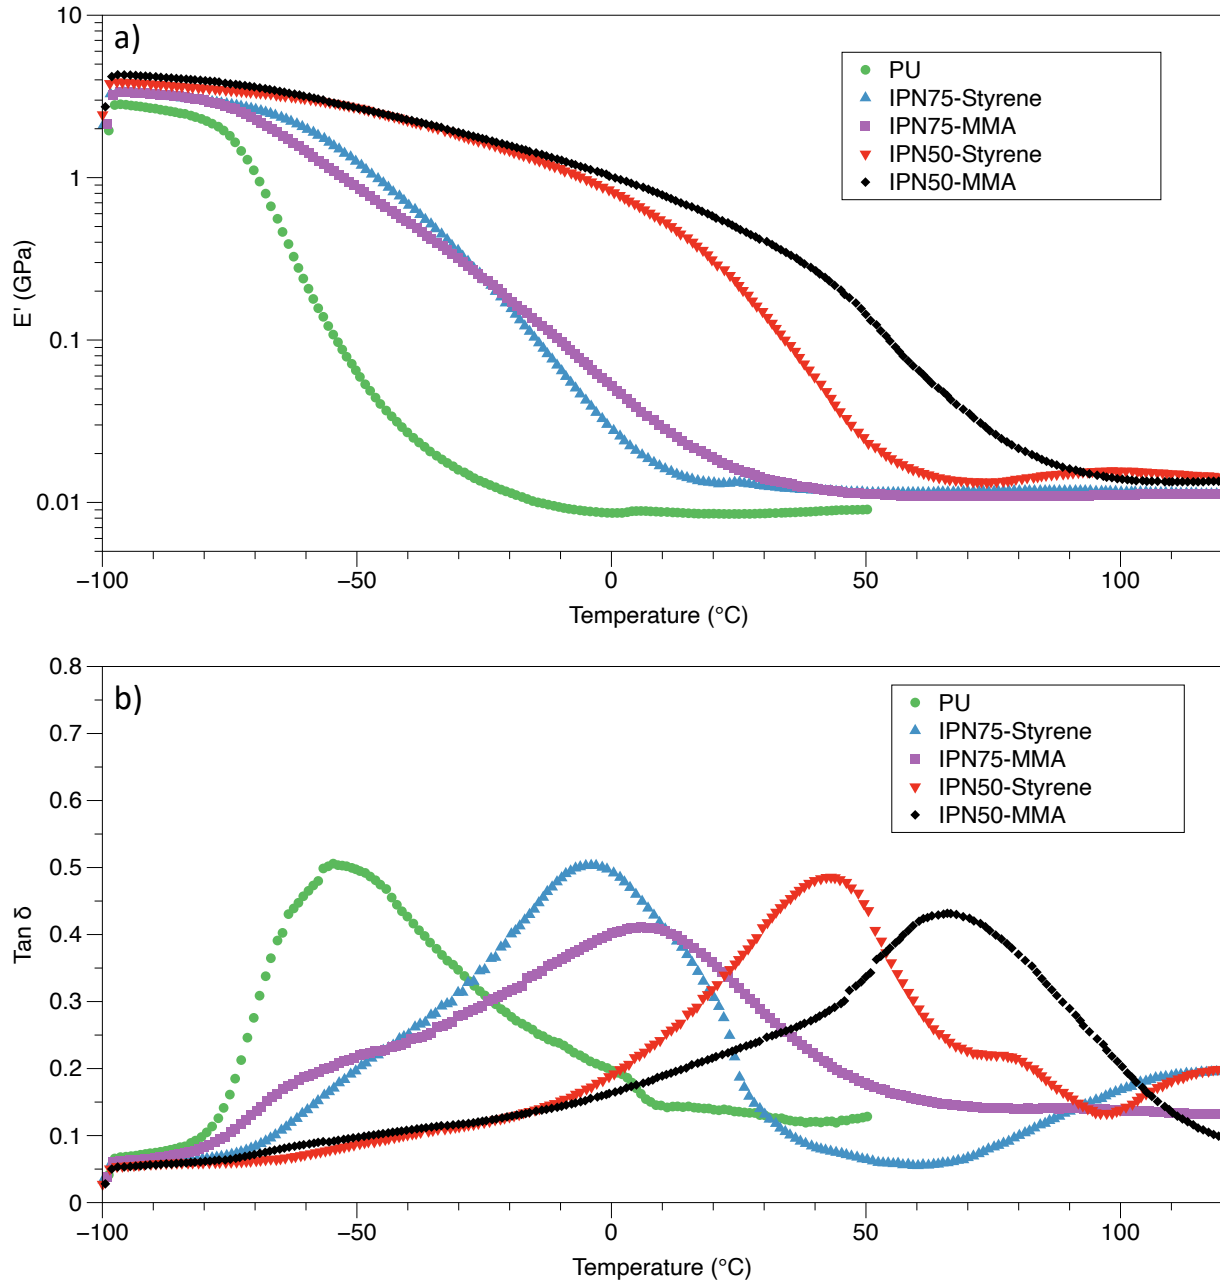 a)
10
1
0.1
0.01
E' (GPa)
PU
IPN75-Styrene
IPN75-MMA
IPN50-Styrene
IPN50-MMA
−100
−50
0
50
100
Temperature (°C)
b)
0.8
0.7
0.6
0.5
0.4
0.3
0.2
0.1
0
Tan δ
PU
IPN75-Styrene
IPN75-MMA
IPN50-Styrene
IPN50-MMA
−100
−50
0
50
100
Temperature (°C)